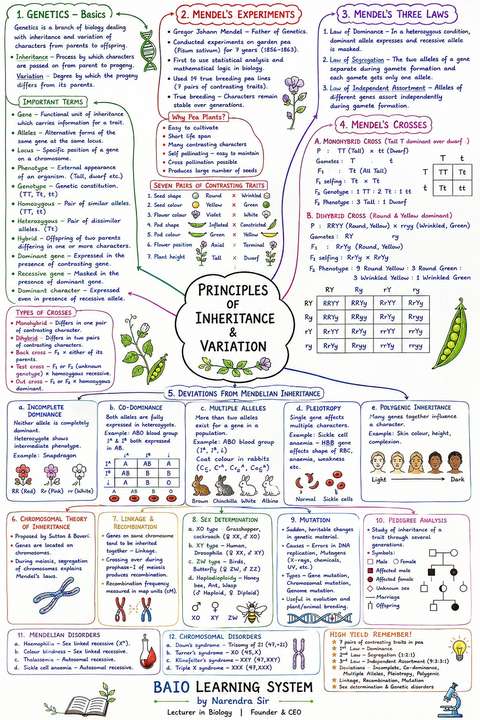 1. GENETICS - Basics
Genetics is a branch of biology
dealing with inheritance and
variation of characters from
parents to offspring.
Inheritance - Process by which characters
are passed on from parent to progeny.
Variation - Degree by which progeny
differs from its parents.
IMPORTANT TERMS
Gene - Functional unit of inheritance
which carries information for a trait.
Alleles - Alternative forms of the
same gene at the same locus.
Locus - Specific position of a gene
on a chromosome.
Phenotype - External appearance
of an organism. (Tall, dwarf etc.)
Genotype - Genetic constitution.
(TT, Tt, tt)
Homozygous - Pair of similar alleles.
(TT, tt)
Heterozygous - Pair of dissimilar
alleles. (Tt)
Hybrid - Offspring of two parents
differing in one or more characters.
Dominant gene - Expressed in the
presence of contrasting gene.
Recessive gene - Masked in the
presence of dominant gene.
Dominant character - Expressed
even in presence of recessive allele.
TYPES OF CROSSES
Monohybrid - Differs in one pair
of contrasting character.
Dihybrid - Differs in two pairs
of contrasting characters.
Back cross - F₁ × either of its
parents.
Test cross - F₁ or F₂ (unknown
genotype) × homozygous recessive.
Out cross - F₁ or F₂ × homozygous
dominant.
2. MENDEL'S EXPERIMENTS
Gregor Johann Mendel - Father of Genetics.
Conducted experiments on garden pea
(Pisum sativum) for 7 years (1856-1863).
First to use statistical analysis and
mathematical logic in biology.
Used 14 true breeding pea lines
(7 pairs of contrasting traits).
True breeding - Characters remain
stable over generations.
Why Pea Plants?
Easy to cultivate
Short life span
Many contrasting characters
Self pollinating - easy to maintain
Cross pollination possible
Produces large number of seeds
SEVEN PAIRS OF CONTRASTING TRAITS
1. Seed shape Round × Wrinkled
2. Seed colour Yellow × Green
3. Flower colour Violet × White
4. Pod shape Inflated × Constricted
5. Pod colour Green × Yellow
6. Flower position Axial × Terminal
7. Plant height Tall × Dwarf
3. MENDEL'S THREE LAWS
1. Law of Dominance - In a heterozygous condition,
dominant allele expresses and recessive allele
is masked.
2. Law of Segregation - The two alleles of a gene
separate during gamete formation and
each gamete gets only one allele.
3. Law of Independent Assortment - Alleles of
different genes assort independently
during gamete formation.
4. MENDEL'S CROSSES
A. MONOHYBRID CROSS (Tall T dominant over dwarf t)
P : TT (Tall) × tt (Dwarf)
Gametes : T t
F₁ : Tt (All Tall)
F₁ selfing : Tt × Tt
F₂ Genotype : 1 TT : 2 Tt : 1 tt
F₂ Phenotype : 3 Tall : 1 Dwarf
T t
T TT Tt
t Tt tt
B. DIHYBRID CROSS (Round & Yellow dominant)
P : RRYY (Round, Yellow) × rryy (Wrinkled, Green)
Gametes : RY ry
F₁ : RrYy (Round, Yellow)
F₁ selfing : RrYy × RrYy
F₂ Phenotype : 9 Round Yellow : 3 Round Green :
3 Wrinkled Yellow : 1 Wrinkled Green
PRINCIPLES
OF
INHERITANCE
&
VARIATION
5. DEVIATIONS FROM MENDELIAN INHERITANCE
a. INCOMPLETE
DOMINANCE
Neither allele is completely
dominant.
Heterozygote shows
intermediate phenotype.
Example: Snapdragon
RR (Red) Rr (Pink) rr (White)
b. CO-DOMINANCE
Both alleles are fully
expressed in heterozygote.
Example: ABO blood group
Iᴬ & Iᴮ both expressed
in AB.
c. MULTIPLE ALLELES
More than two alleles
exist for a gene in a
population.
Example: ABO blood group
(Iᴬ, Iᴮ, i)
Coat colour in rabbits
Brown Chinchilla White Albino
d. PLEIOTROPY
Single gene affects
multiple characters.
Example: Sickle cell
anaemia - HBB gene
affects shape of RBC,
anaemia, weakness
etc.
Normal Sickle cells
e. POLYGENIC INHERITANCE
Many genes together influence a
character.
Example: Skin colour, height,
complexion.
Light Dark
6. CHROMOSOMAL THEORY
OF INHERITANCE
Proposed by Sutton & Boveri
Genes are located on
chromosomes.
During meiosis, segregation
of chromosomes explains
Mendel's laws.
7. LINKAGE &
RECOMBINATION
Genes on same chromosome
tend to be inherited
together - Linkage.
Crossing over during
prophase-I of meiosis
produces recombination.
Recombination frequency
measured in map units (cM).
8. SEX DETERMINATION
a. XO type - Grasshopper,
cockroach (♀ XX, ♂ XO)
b. XY type - Human,
Drosophila (♀ XX, ♂ XY)
c. ZW type - Birds,
Butterfly (♀ ZW, ♂ ZZ)
d. Haplodiploidy - Honey
bee, Ant, Wasp
(♂ Haploid, ♀ Diploid)
XO XY ZW
9. MUTATION
Sudden, heritable changes
in genetic material.
Causes - Errors in DNA
replication, Mutagens
(X-rays, chemicals,
UV, etc.)
Types - Gene mutation,
Chromosomal mutation,
Genome mutation.
Useful in evolution and
plant/animal breeding.
10. PEDIGREE ANALYSIS
Study of inheritance of a
trait through several
generations.
Symbols:
Male Female
Affected male
Affected female
Unknown sex
Marriage
Offspring
11. MENDELIAN DISORDERS
a. Haemophilia - Sex linked recessive (Xʰ).
b. Colour blindness - Sex linked recessive.
c. Thalassemia - Autosomal recessive.
d. Sickle cell anaemia - Autosomal recessive.
12. CHROMOSOMAL DISORDERS
a. Down's syndrome - Trisomy of 21 (47,+21)
b. Turner's syndrome - XO (45,X)
c. Klinefelter's syndrome - XXY (47,XXY)
d. Triple X syndrome - XXX (47,XXX)
HIGH YIELD REMEMBER!
7 pairs of contrasting traits in pea
1st Law - Dominance
2nd Law - Segregation
3rd Law - Independent Assortment (9:3:3:1)
Deviations - Incomplete, Co-dominance,
Multiple Alleles, Pleiotropy, Polygenic.
Linkage, Recombination, Mutation
Sex determination & Genetic disorders
BAIO LEARNING SYSTEM
by Narendra Sir
Lecturer in Biology | Founder & CEO